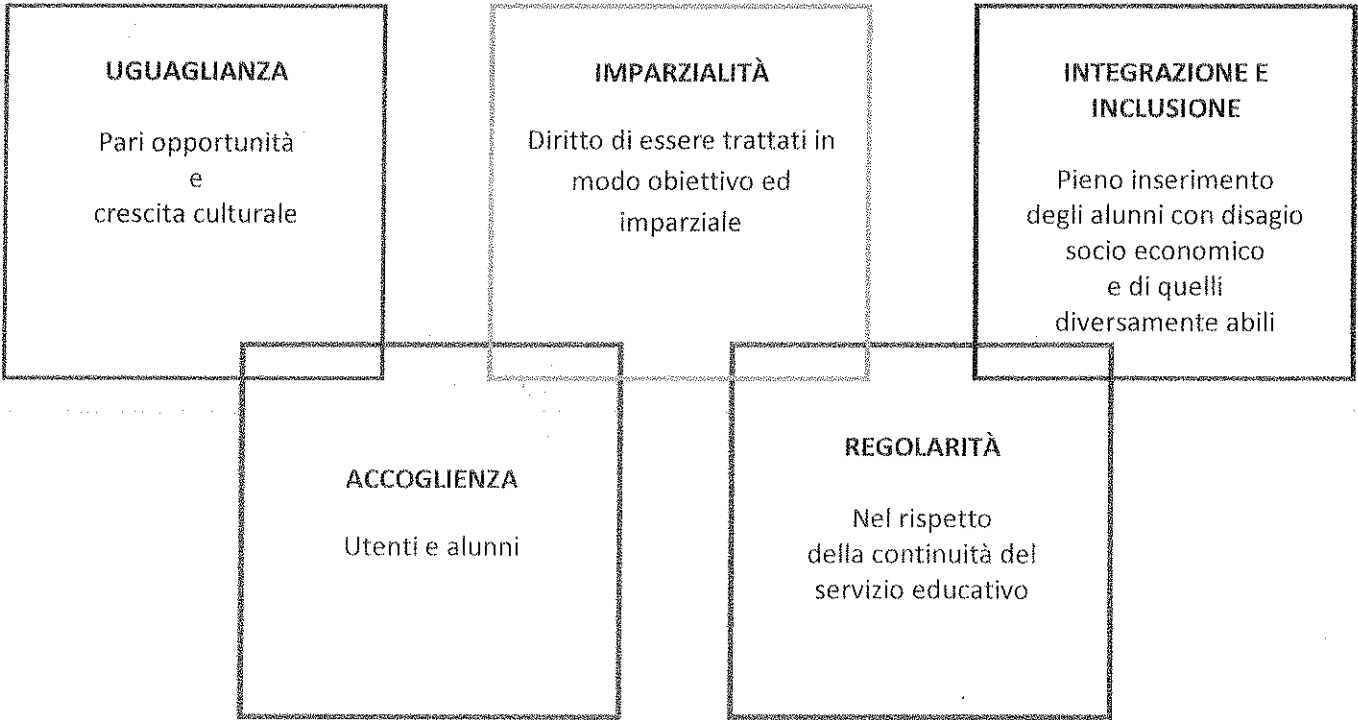 UGUAGLIANZA
Pari opportunità
e
crescita culturale
IMPARZIALITÀ
Diritto di essere trattati in
modo obiettivo ed
imparziale
INTEGRAZIONE E
INCLUSIONE
Pieno inserimento
degli alunni con disagio
socio economico
e di quelli
diversamente abili
ACCOGLIENZA
Utenti e alunni
REGOLARITÀ
Nel rispetto
della continuità del
servizio educativo